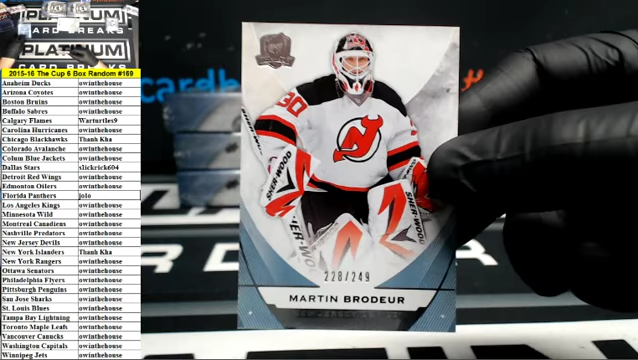 PLATINUM
CARD BREAKS
PLATINUM
CARD BREAKS
2015-16 The Cup 6 Box Random #169
Anaheim Ducks owinthehouse
Arizona Coyotes owinthehouse
Boston Bruins owinthehouse
Buffalo Sabres owinthehouse
Calgary Flames Warturtles9
Carolina Hurricanes owinthehouse
Chicago Blackhawks Thanh Kha
Colorado Avalanche owinthehouse
Colum Blue Jackets owinthehouse
Dallas Stars slickrick604
Detroit Red Wings owinthehouse
Edmonton Oilers owinthehouse
Florida Panthers jolo
Los Angeles Kings owinthehouse
Minnesota Wild owinthehouse
Montreal Canadiens owinthehouse
Nashville Predators owinthehouse
New Jersey Devils owinthehouse
New York Islanders Thanh Kha
New York Rangers owinthehouse
Ottawa Senators owinthehouse
Philadelphia Flyers owinthehouse
Pittsburgh Penguins owinthehouse
San Jose Sharks owinthehouse
St. Louis Blues owinthehouse
Tampa Bay Lightning owinthehouse
Toronto Maple Leafs owinthehouse
Vancouver Canucks owinthehouse
Washington Capitals owinthehouse
Winnipeg Jets owinthehouse
30
SHER-WOOD
SHER-WOOD
228/249
MARTIN BRODEUR